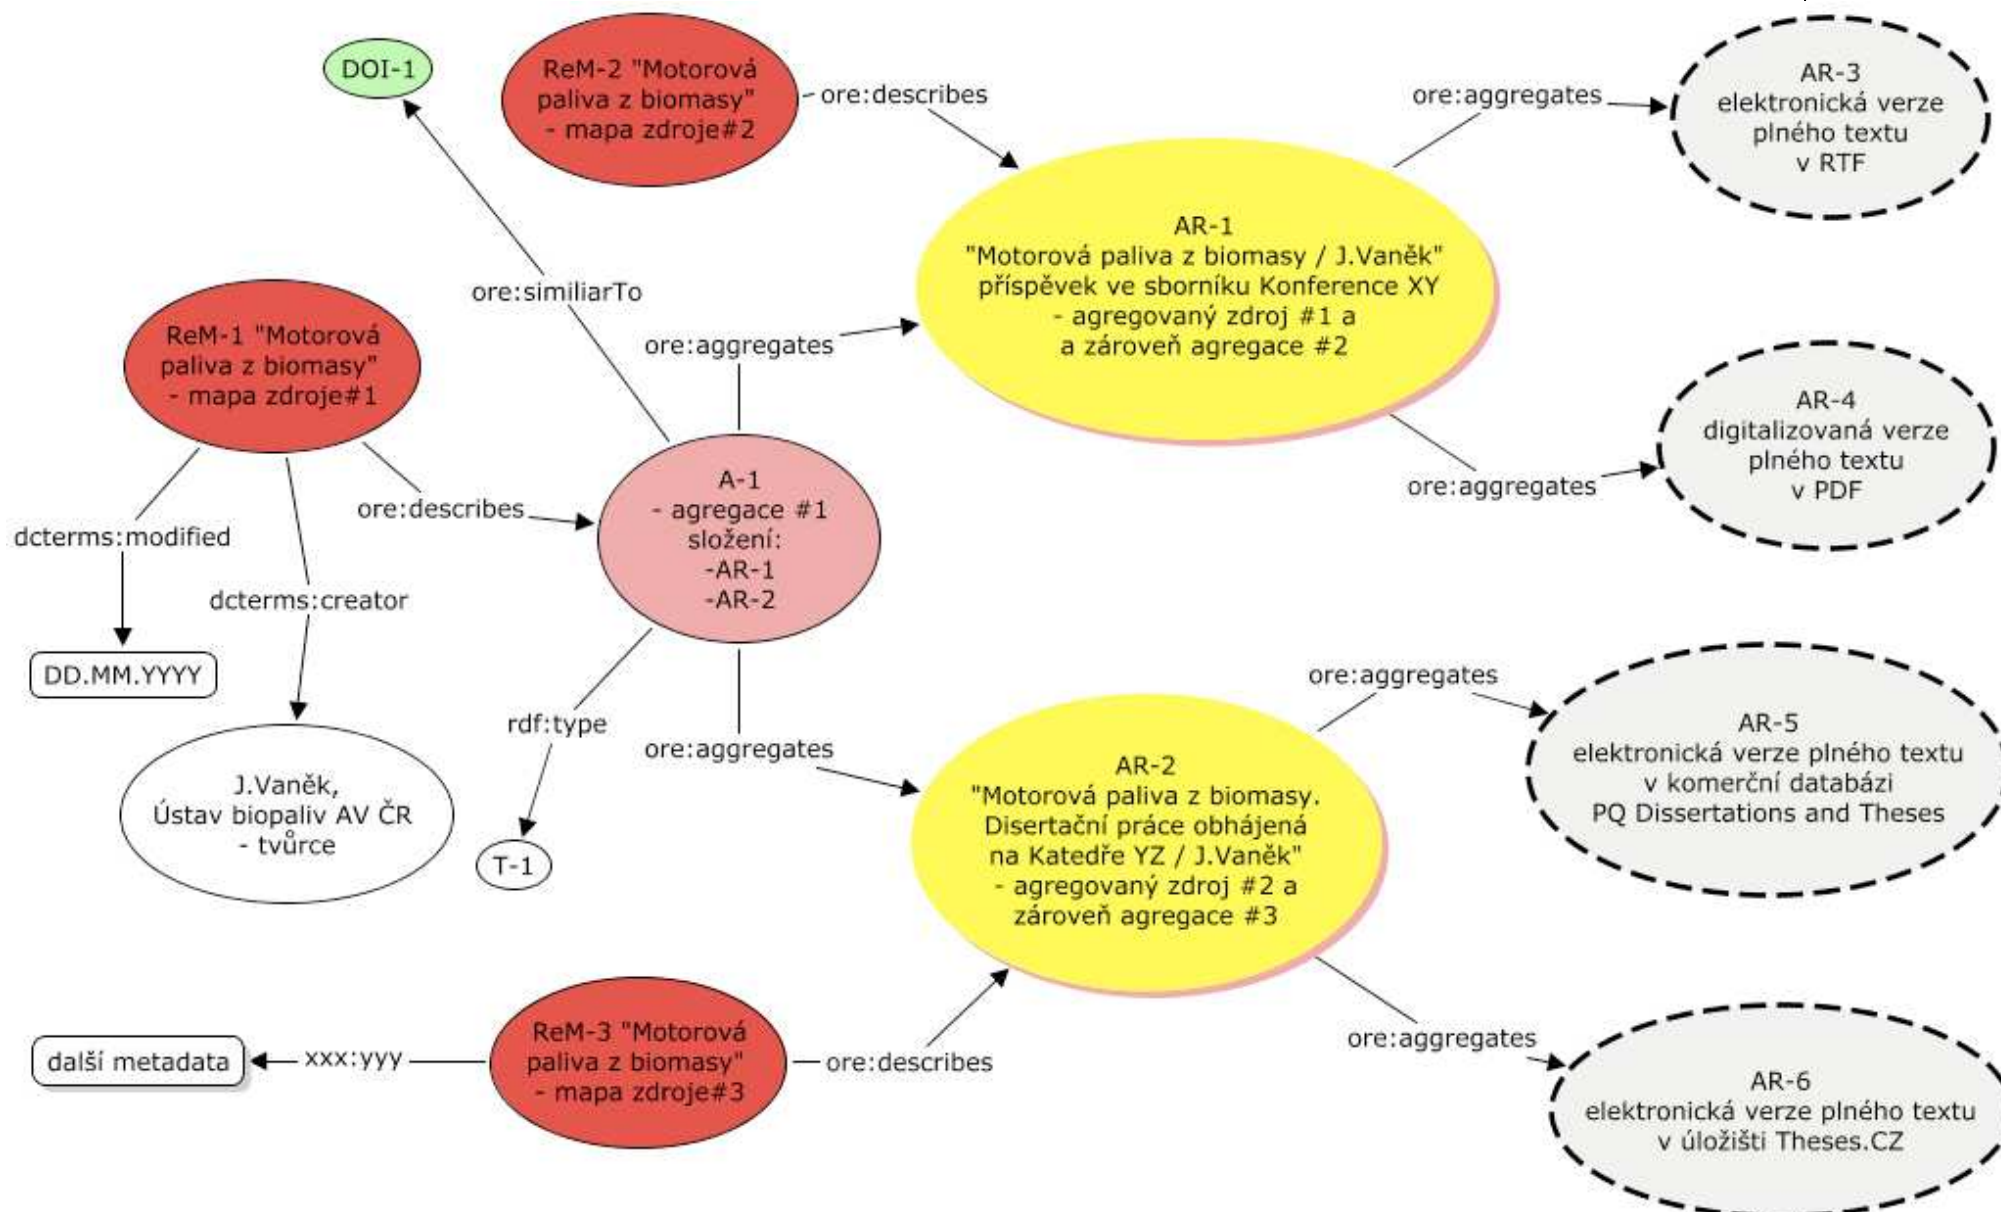 DOI-1
ReM-2 "Motorová
paliva z biomasy"
- mapa zdroje#2
ore:describes
ore:aggregates
AR-3
elektronická verze
plného textu
v RTF
AR-1
"Motorová paliva z biomasy / J.Vaněk"
příspěvek ve sborníku Konference XY
- agregovaný zdroj #1 a
a zároveň agregace #2
ore:similiarTo
ReM-1 "Motorová
paliva z biomasy"
- mapa zdroje#1
ore:aggregates
AR-4
digitalizovaná verze
plného textu
v PDF
ore:aggregates
A-1
- agregace #1
složení:
-AR-1
-AR-2
ore:describes
dcterms:modified
dcterms:creator
DD.MM.YYYY
J.Vaněk,
Ústav biopaliv AV ČR
- tvůrce
rdf:type
T-1
ore:aggregates
ore:aggregates
AR-5
elektronická verze plného textu
v komerční databázi
PQ Dissertations and Theses
AR-2
"Motorová paliva z biomasy.
Disertační práce obhájená
na Katedře YZ / J.Vaněk"
- agregovaný zdroj #2 a
zároveň agregace #3
další metadata
xxx:yyy
ReM-3 "Motorová
paliva z biomasy"
- mapa zdroje#3
ore:describes
ore:aggregates
AR-6
elektronická verze plného textu
v úložišti Theses.CZ